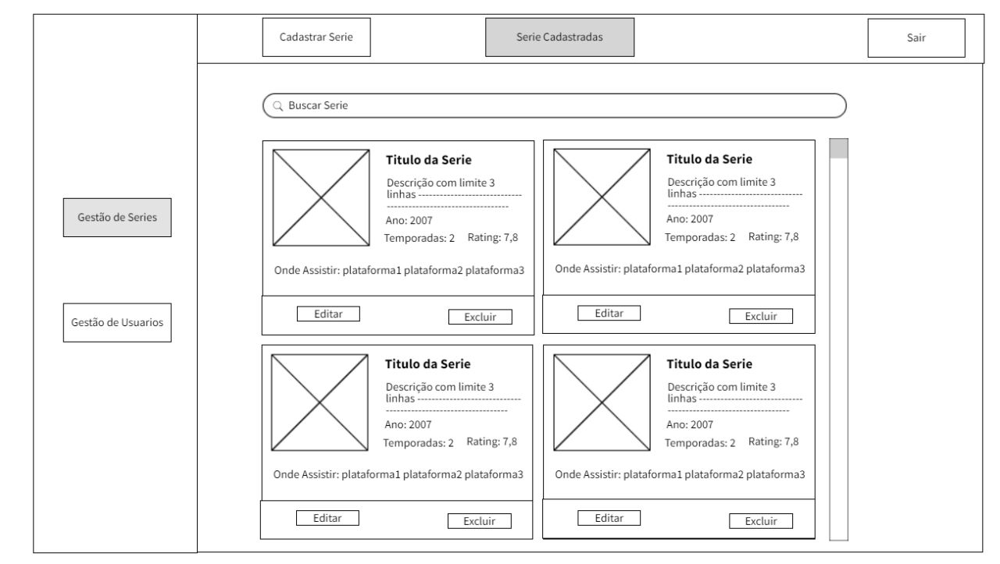 Cadastrar Serie
Serie Cadastradas
Sair
Gestão de Series
Gestão de Usuarios
Buscar Serie
Titulo da Serie
Descrição com limite 3
linhas -----------------------------
----------------------------------
Ano: 2007
Temporadas: 2 Rating: 7,8
Onde Assistir: plataforma1 plataforma2 plataforma3
Editar
Excluir
Titulo da Serie
Descrição com limite 3
linhas -----------------------------
----------------------------------
Ano: 2007
Temporadas: 2 Rating: 7,8
Onde Assistir: plataforma1 plataforma2 plataforma3
Editar
Excluir
Titulo da Serie
Descrição com limite 3
linhas -----------------------------
----------------------------------
Ano: 2007
Temporadas: 2 Rating: 7,8
Onde Assistir: plataforma1 plataforma2 plataforma3
Editar
Excluir
Titulo da Serie
Descrição com limite 3
linhas -----------------------------
----------------------------------
Ano: 2007
Temporadas: 2 Rating: 7,8
Onde Assistir: plataforma1 plataforma2 plataforma3
Editar
Excluir